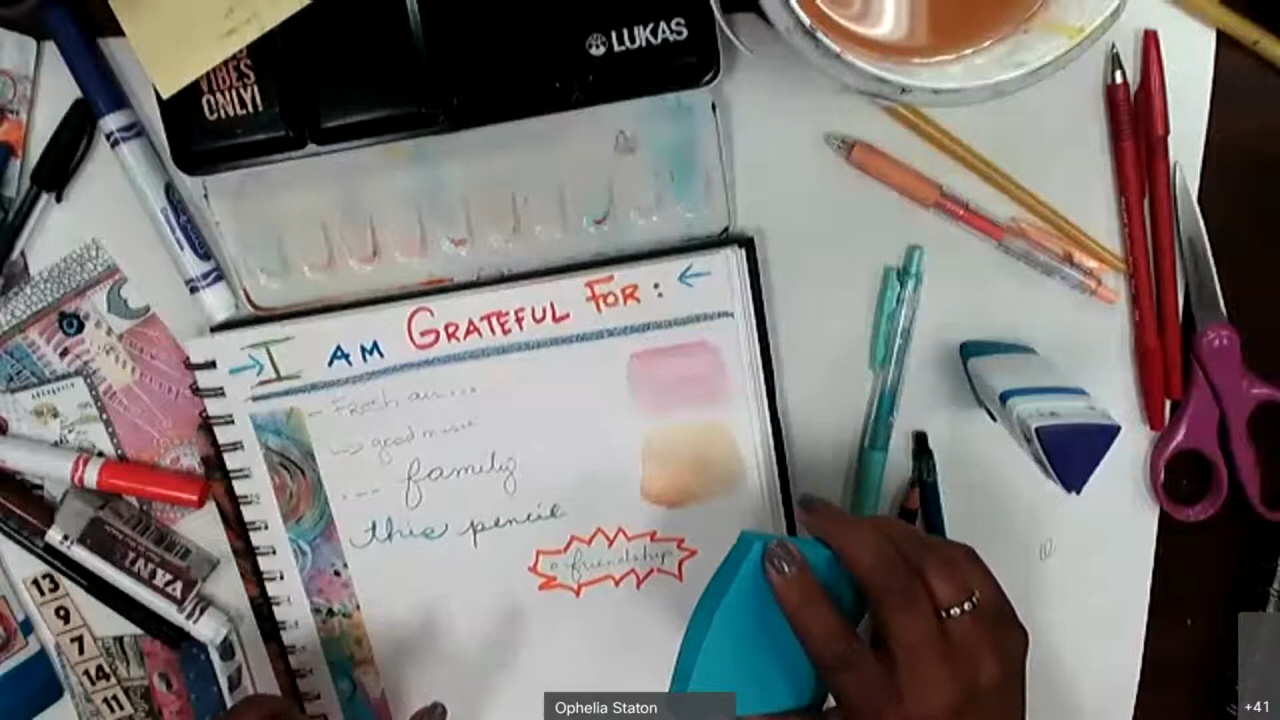 LUKAS
VIBES
ONLY!
→ I AM GRATEFUL FOR: ←
- Fresh air...
good music
... family
this pencil
friendship
13
9
7
14
11
Ophelia Staton
+41